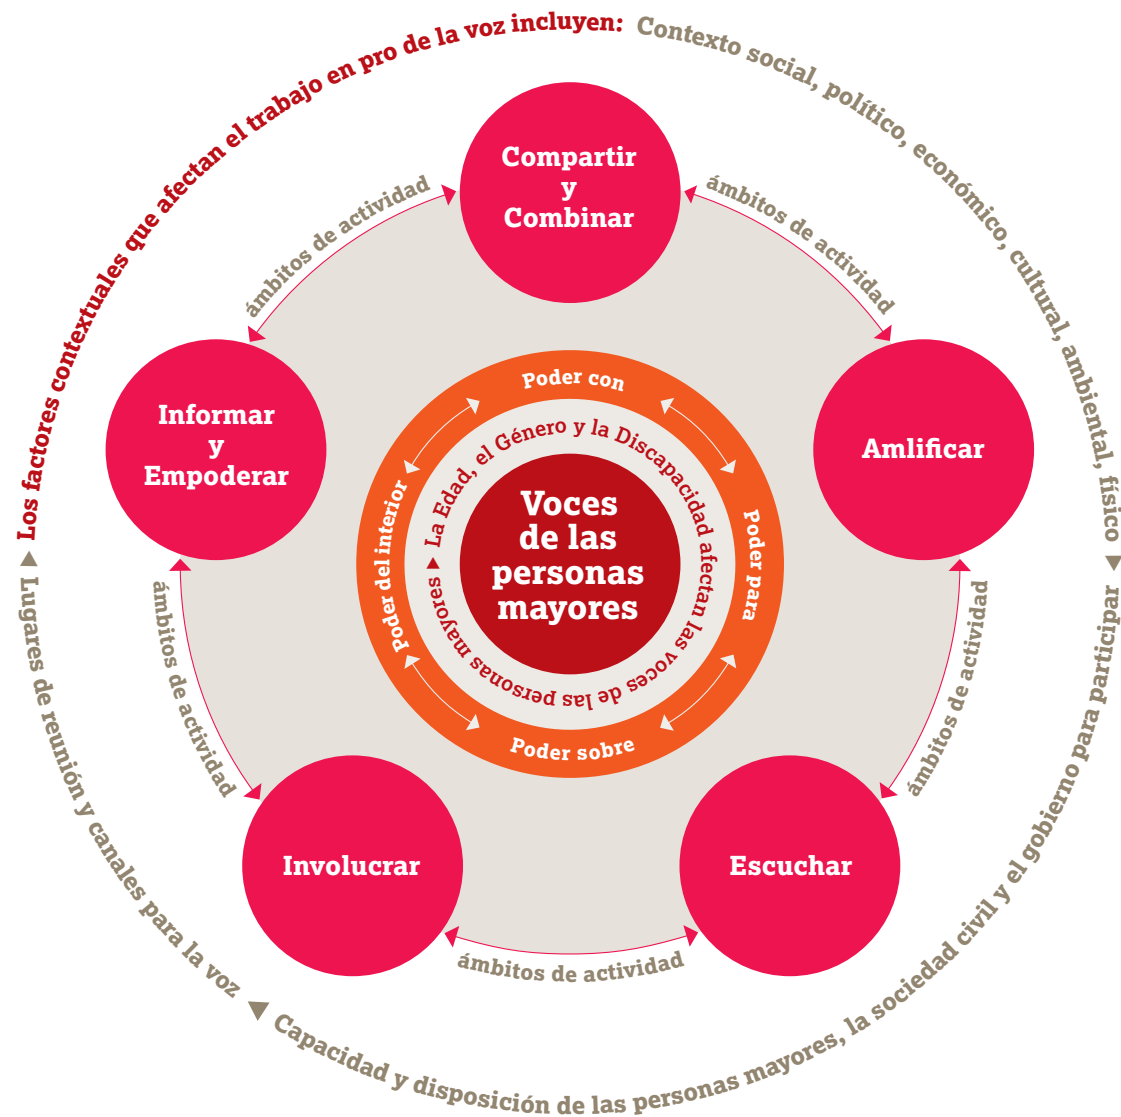 Los factores contextuales que afectan el trabajo en pro de la voz incluyen:
Contexto social, político, económico, cultural, ambiental, físico ▶
Capacidad y disposición de las personas mayores, la sociedad civil y el gobierno para participar ▶
Lugares de reunión y canales para la voz ▶
Compartir
y
Combinar
ámbitos de actividad
Amlificar
ámbitos de actividad
Escuchar
ámbitos de actividad
Involucrar
ámbitos de actividad
Informar
y
Empoderar
ámbitos de actividad
Poder con
Poder para
Poder sobre
Poder del interior
▶ La Edad, el Género y la Discapacidad afectan las voces de las personas mayores
Voces
de las
personas
mayores